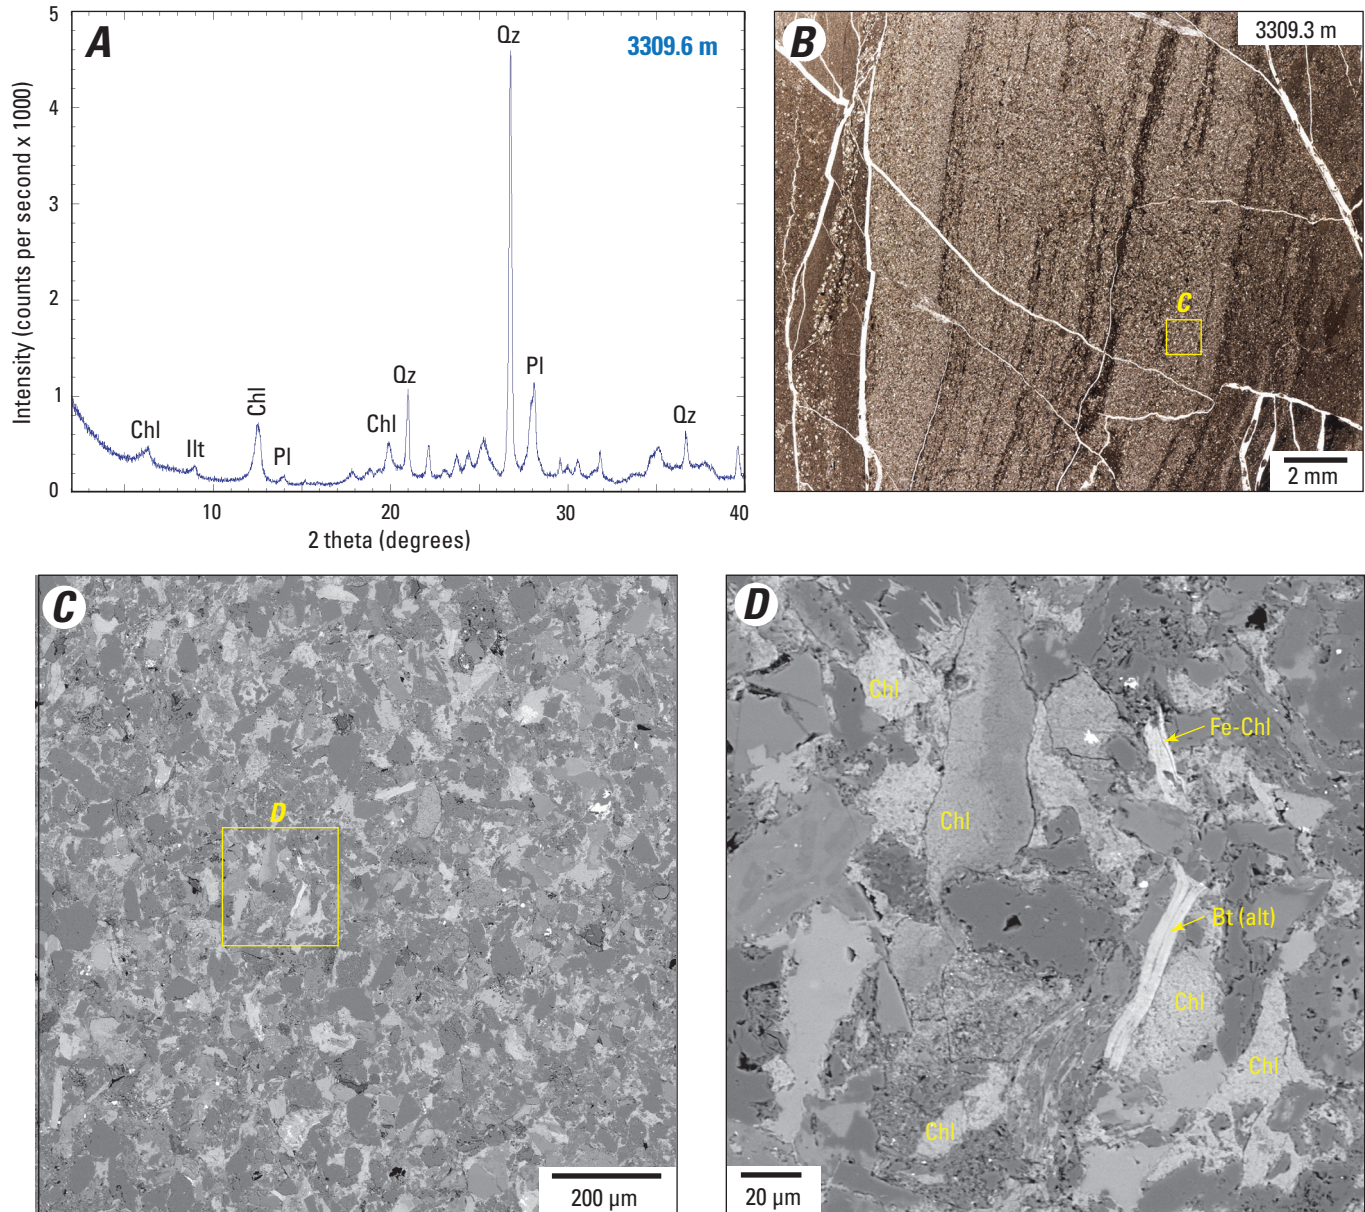 A
3309.6 m
Intensity (counts per second x 1000)
5
4
3
2
1
0
Chl
Ilt
Chl
Pl
Chl
Qz
Qz
Pl
Qz
10
20
30
40
2 theta (degrees)
B
3309.3 m
C
2 mm
C
D
200 µm
D
Chl
Fe-Chl
Chl
Bt (alt)
Chl
Chl
Chl
20 µm